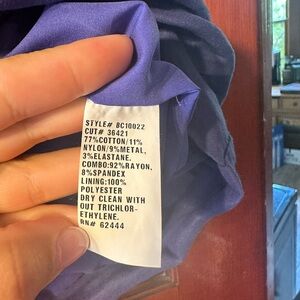 STYLE# BC10022
CUT# 36421
77%COTTON/11%
NYLON/9%METAL,
3%ELASTANE.
COMBO:92%RAYON,
8%SPANDEX
LINING:100%
POLYESTER
DRY CLEAN WITH
OUT TRICHLOR-
ETHYLENE.
RN# 62444